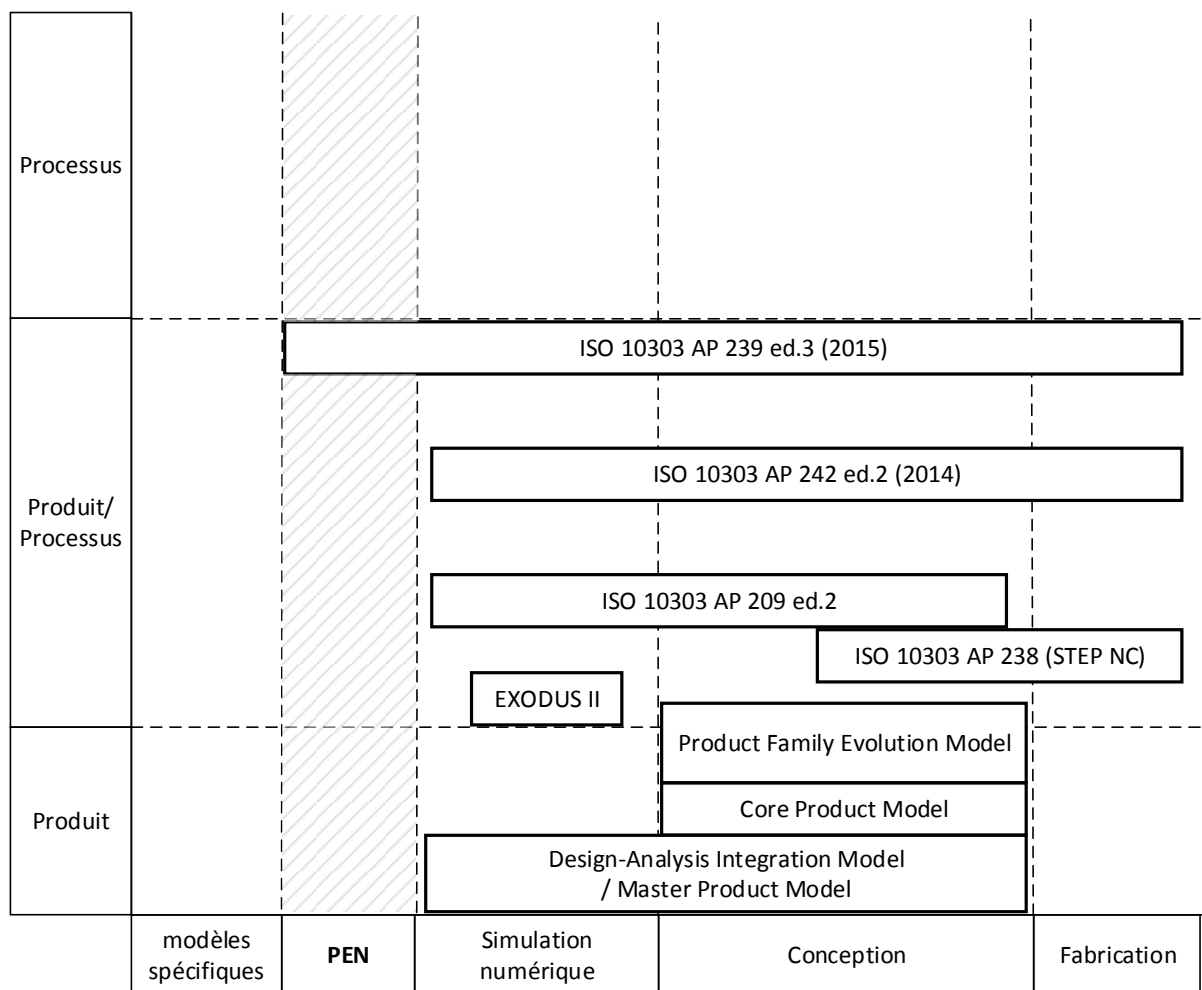 Processus
ISO 10303 AP 239 ed.3 (2015)
ISO 10303 AP 242 ed.2 (2014)
Produit/
Processus
ISO 10303 AP 209 ed.2
ISO 10303 AP 238 (STEP NC)
EXODUS II
Product Family Evolution Model
Core Product Model
Produit
Design-Analysis Integration Model
/ Master Product Model
modèles
spécifiques
PEN
Simulation
numérique
Conception
Fabrication